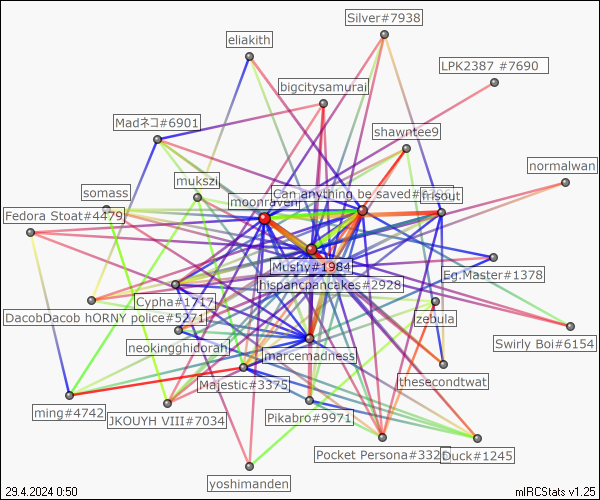 Silver#7938
eliakith
LPK2387 #7690
bigcitysamurai
Madネコ#6901
shawntee9
normalwan
mukszi
somass
Can anything be saved#
frisout
moonraven
Fedora Stoat#4479
Mushy#1984
Eg.Master#1378
hispancpancakes#2928
Cypha#1717
DacobDacob hORNY police#5271
zebula
Swirly Boi#6154
neokingghidorah
marcemadness
thesecondtwat
Majestic#3375
ming#4742
JKOUYH VIII#7034
Pikabro#9971
Pocket Persona#332
Duck#1245
yoshimanden
29.4.2024 0:50
mIRCStats v1.25